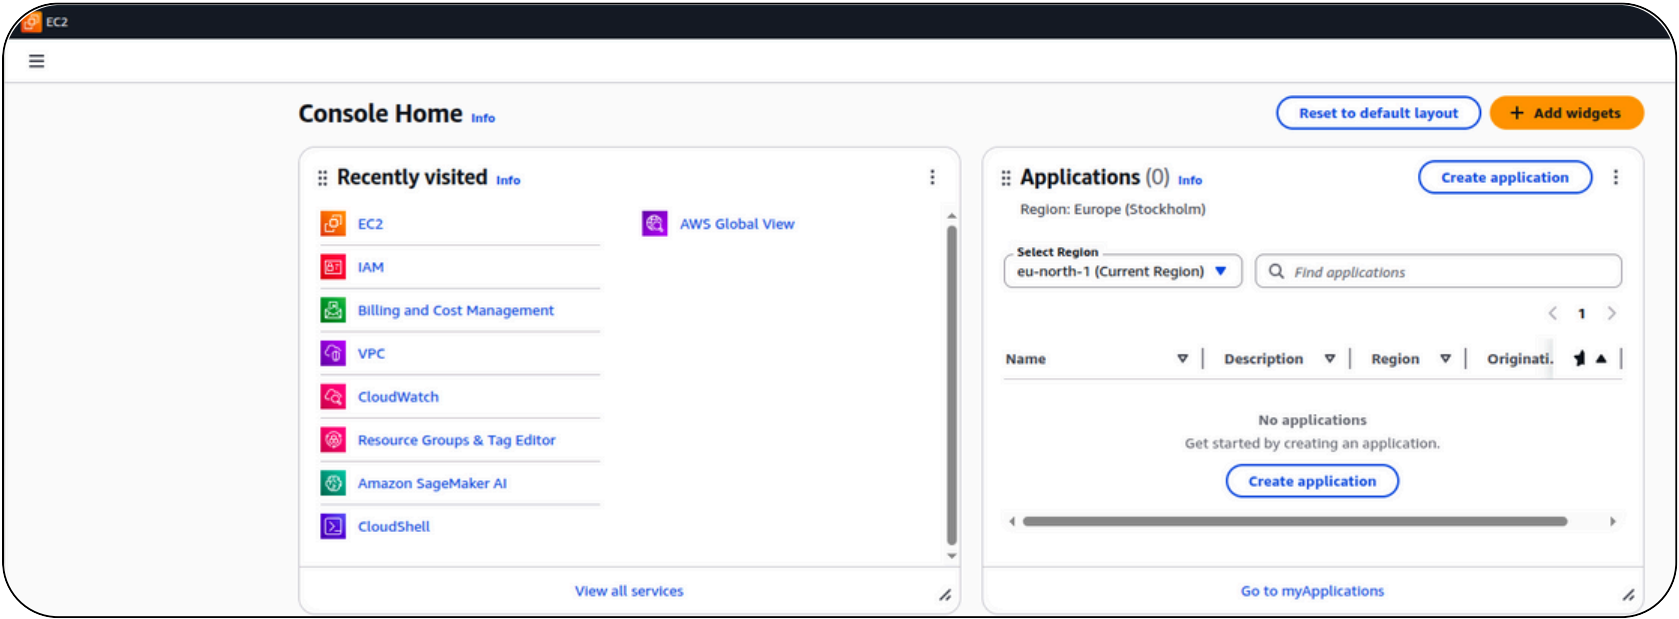 EC2
Console Home Info
Reset to default layout
+ Add widgets
Recently visited Info
EC2
IAM
Billing and Cost Management
VPC
CloudWatch
Resource Groups & Tag Editor
Amazon SageMaker AI
CloudShell
AWS Global View
View all services
Applications (0) Info
Create application
Region: Europe (Stockholm)
Select Region
eu-north-1 (Current Region)
Find applications
1
Name Description Region Originati.
No applications
Get started by creating an application.
Create application
Go to myApplications